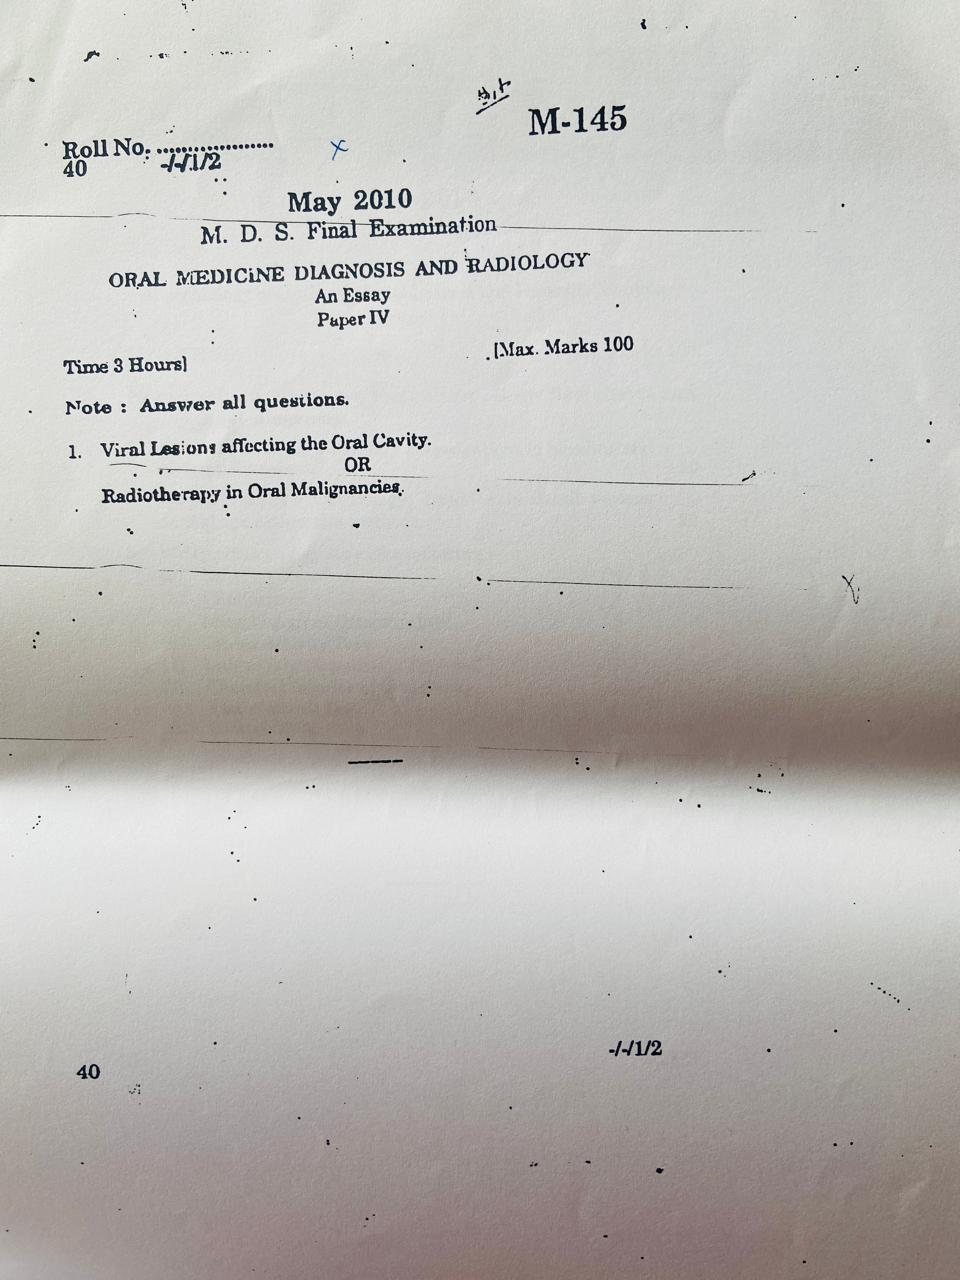 M-145
Roll No. ....................
40 -/-/1/2
May 2010
M. D. S. Final Examination
ORAL MEDICINE DIAGNOSIS AND RADIOLOGY
An Essay
Paper IV
Time 3 Hours] [Max. Marks 100
Note : Answer all questions.
1. Viral Lesions affecting the Oral Cavity.
OR
Radiotherapy in Oral Malignancies.
40 -/-/1/2